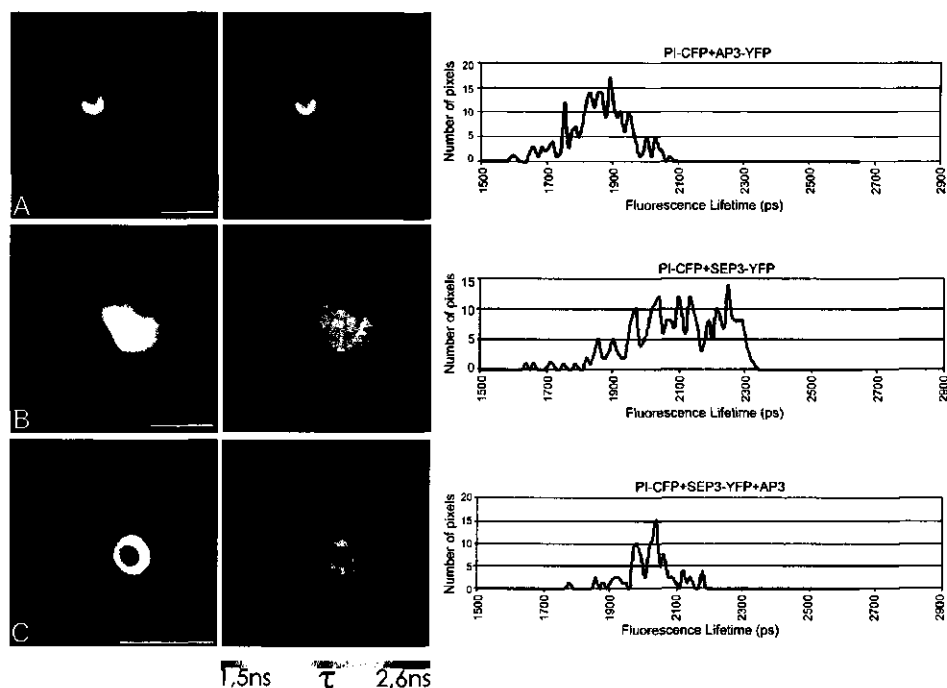 PI-CFP+AP3-YFP
Number of pixels
20
15
10
5
0
1500
1700
1900
2100
2300
2500
2700
2900
Fluorescence Lifetime (ps)
A
PI-CFP+SEP3-YFP
Number of pixels
15
10
5
0
1500
1700
1900
2100
2300
2500
2700
2900
Fluorescence Lifetime (ps)
B
PI-CFP+SEP3-YFP+AP3
Number of pixels
20
15
10
5
0
1500
1700
1900
2100
2300
2500
2700
2900
Fluorescence Lifetime (ps)
C
1,5ns τ 2,6ns